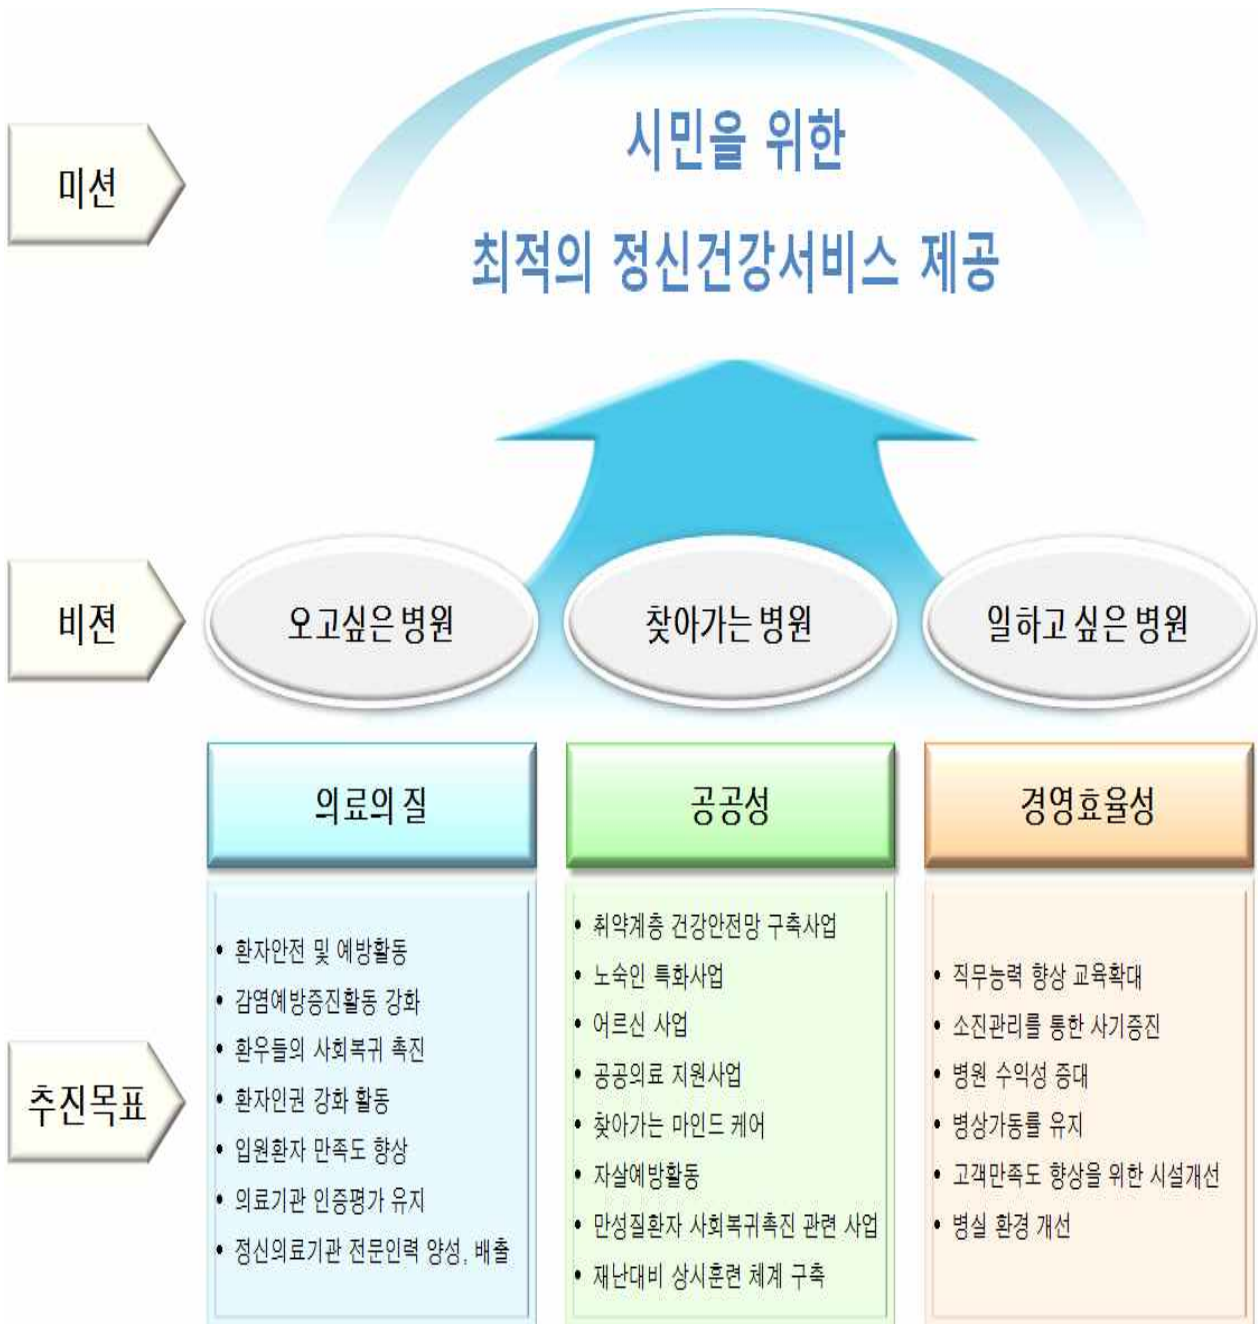 미션
시민을 위한
최적의 정신건강서비스 제공
비젼
오고싶은 병원
찾아가는 병원
일하고 싶은 병원
의료의 질
공공성
경영효율성
추진목표
• 환자안전 및 예방활동
• 감염예방증진활동 강화
• 환우들의 사회복귀 촉진
• 환자인권 강화 활동
• 입원환자 만족도 향상
• 의료기관 인증평가 유지
• 정신의료기관 전문인력 양성, 배출
• 취약계층 건강안전망 구축사업
• 노숙인 특화사업
• 어르신 사업
• 공공의료 지원사업
• 찾아가는 마인드 케어
• 자살예방활동
• 만성질환자 사회복귀촉진 관련 사업
• 재난대비 상시훈련 체계 구축
• 직무능력 향상 교육확대
• 소진관리를 통한 사기증진
• 병원 수익성 증대
• 병상가동률 유지
• 고객만족도 향상을 위한 시설개선
• 병실 환경 개선